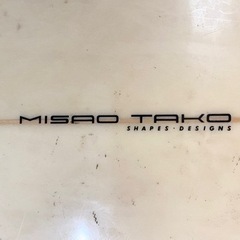 MISAO TAKO
SHAPES · DESIGNS